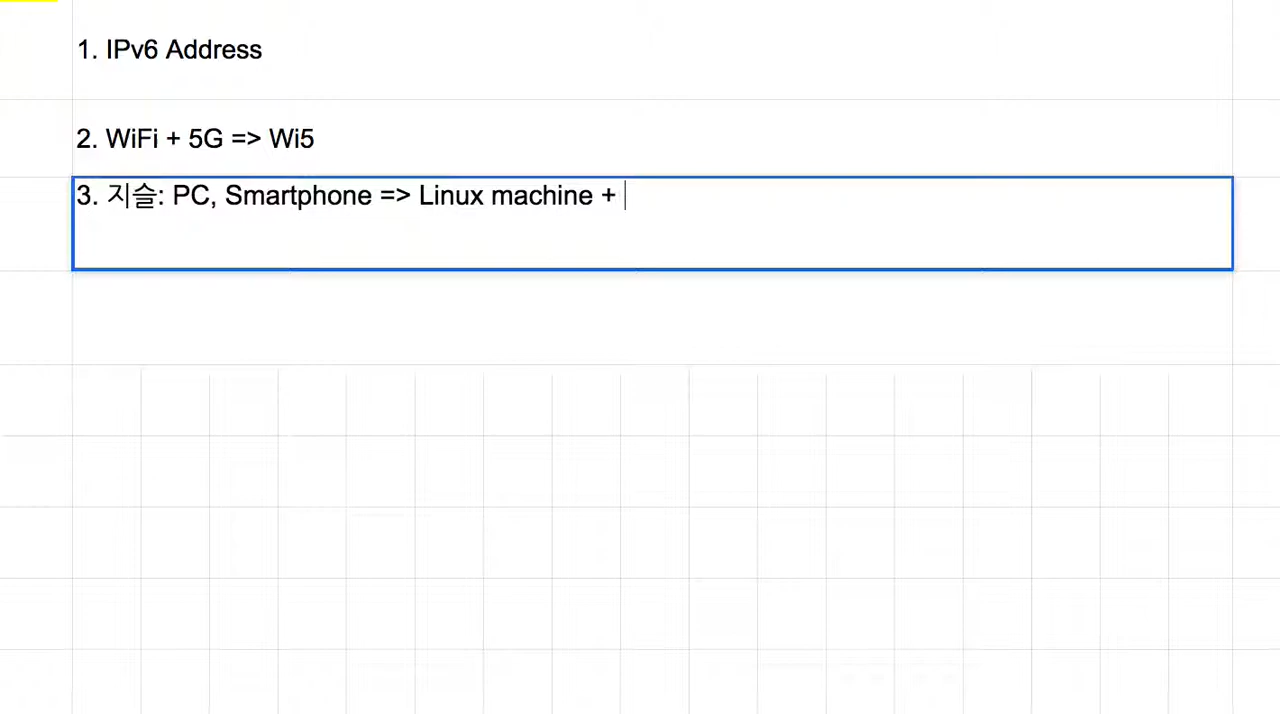 1. IPv6 Address
2. WiFi + 5G => Wi5
3. 지슬: PC, Smartphone => Linux machine +